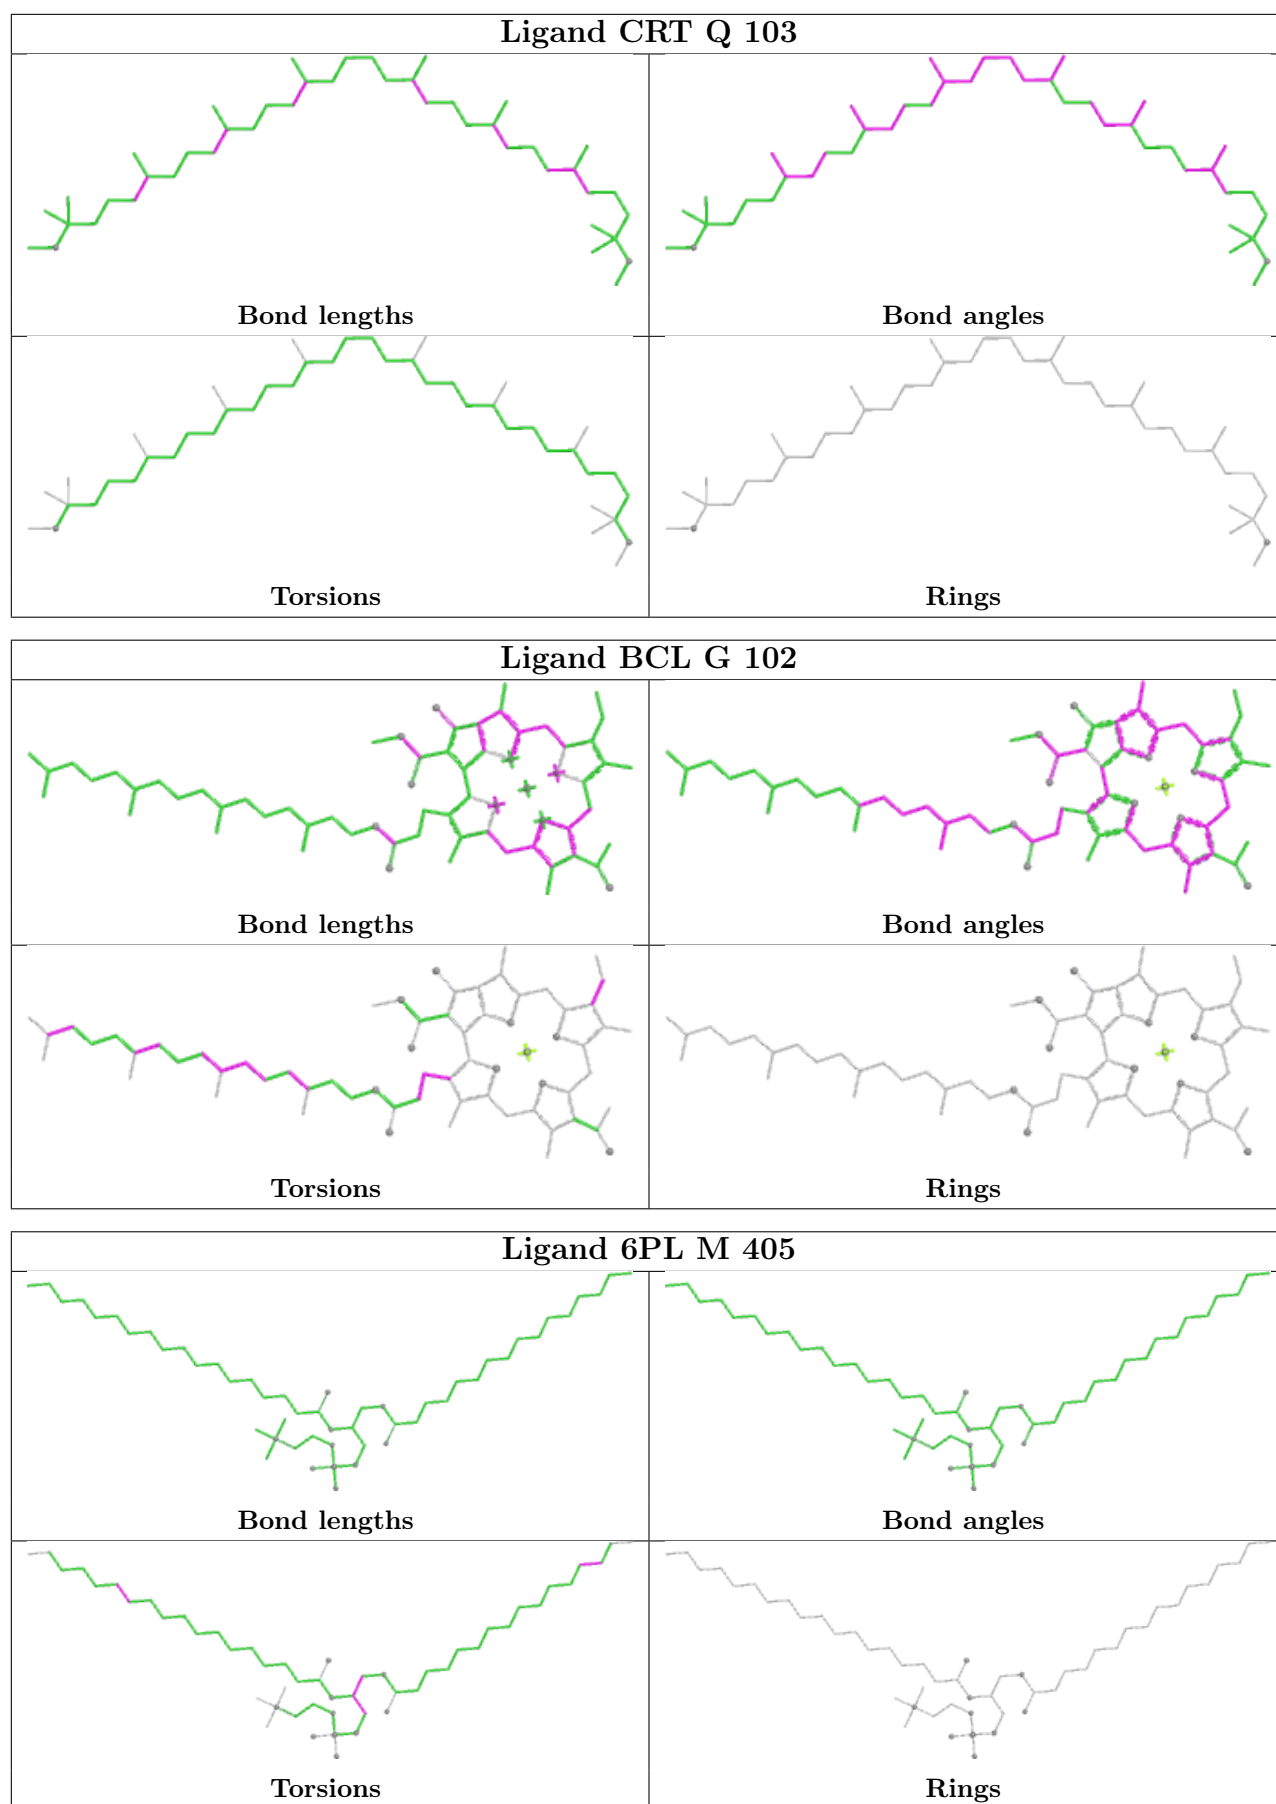 Ligand CRT Q 103
Bond lengths
Bond angles
Torsions
Rings
Ligand BCL G 102
Bond lengths
Bond angles
Torsions
Rings
Ligand 6PL M 405
Bond lengths
Bond angles
Torsions
Rings